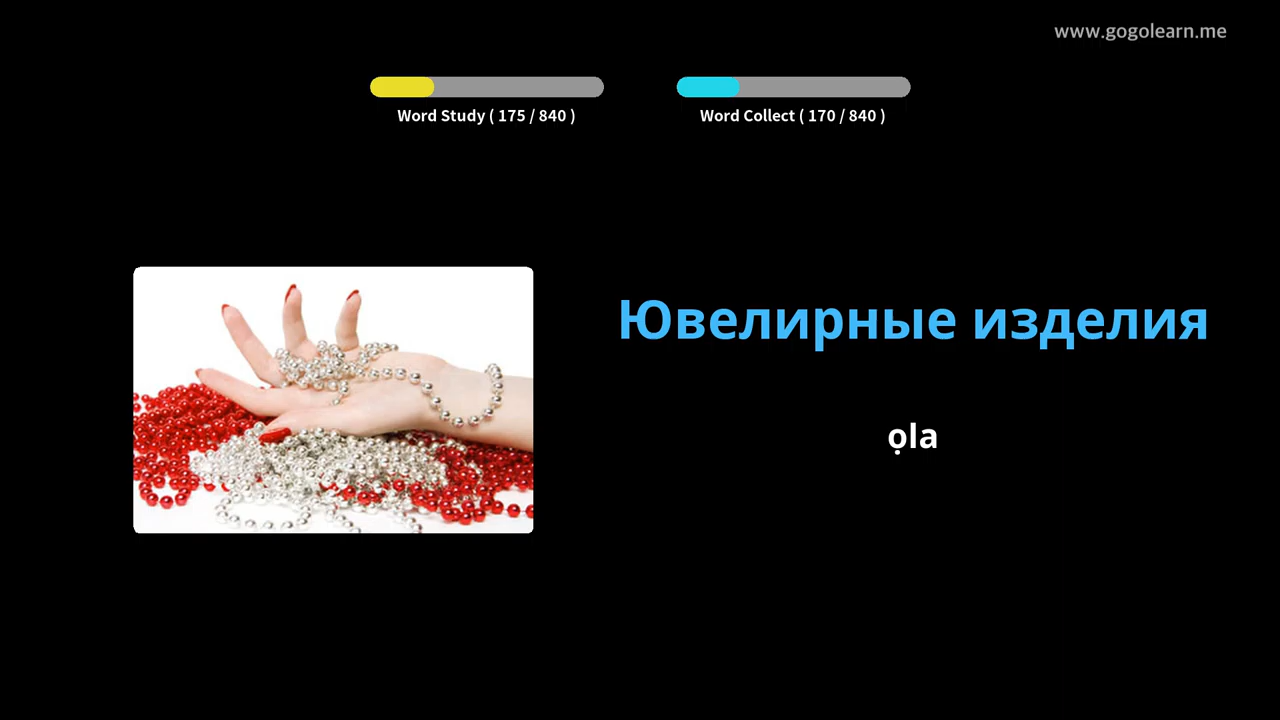 www.gogolearn.me
Word Study ( 175 / 840 )
Word Collect ( 170 / 840 )
Ювелирные изделия
ọla